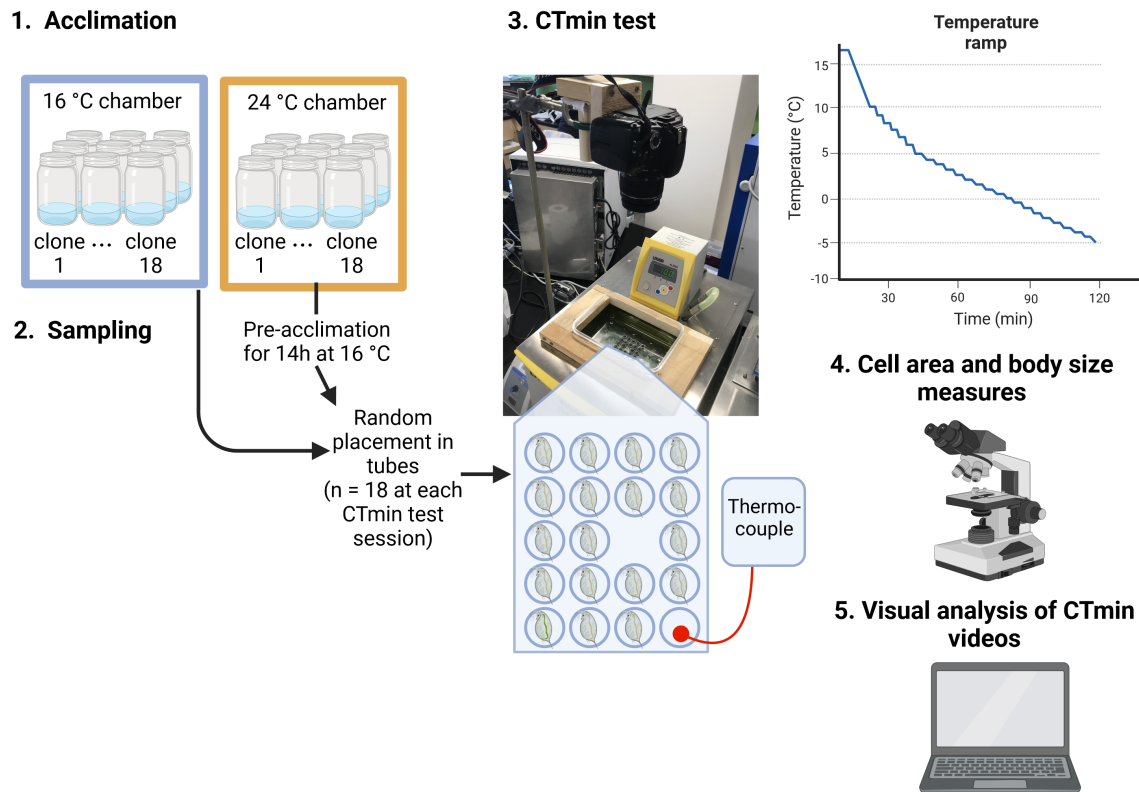 1. Acclimation
16 °C chamber
clone ... clone
1 18
24 °C chamber
clone ... clone
1 18
2. Sampling
Pre-acclimation
for 14h at 16 °C
Random
placement in
tubes
(n = 18 at each
CTmin test
session)
3. CTmin test
Thermo-
couple
Temperature
ramp
Temperature (°C)
15
10
5
0
-5
-10
30 60 90 120
Time (min)
4. Cell area and body size
measures
5. Visual analysis of CTmin
videos